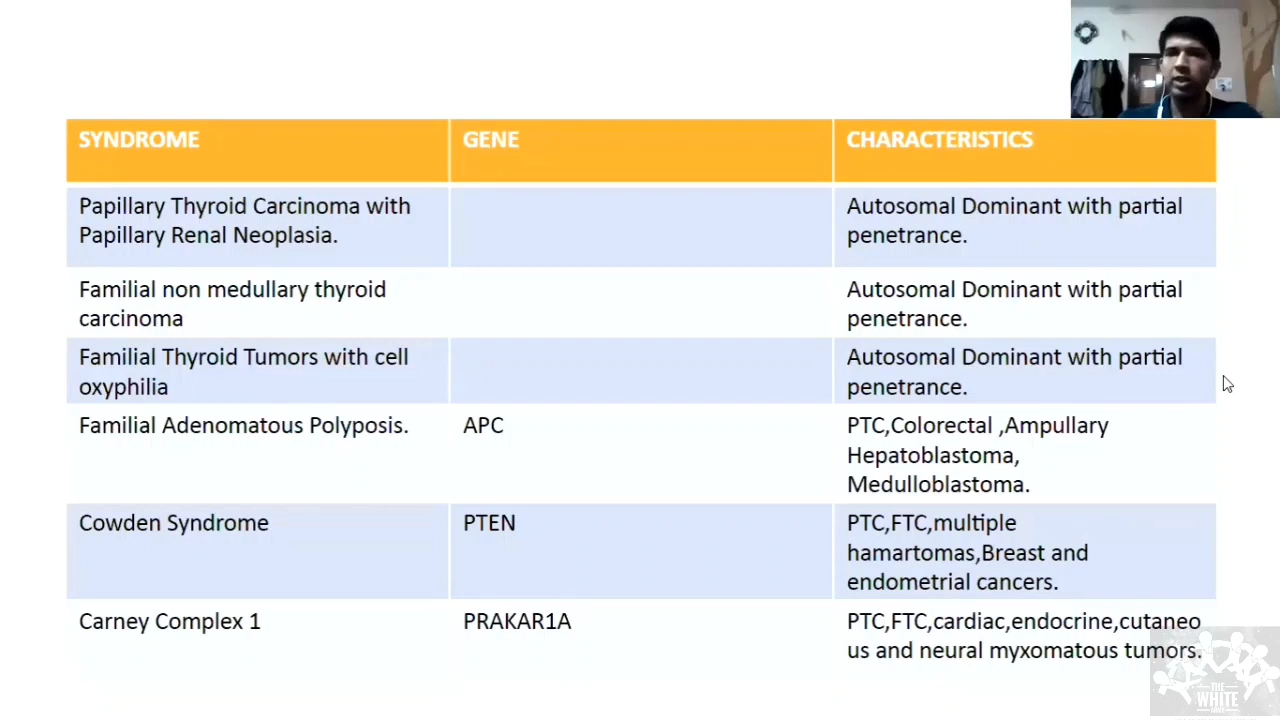 SYNDROME
GENE
CHARACTERISTICS
Papillary Thyroid Carcinoma with
Papillary Renal Neoplasia.
Autosomal Dominant with partial
penetrance.
Familial non medullary thyroid
carcinoma
Autosomal Dominant with partial
penetrance.
Familial Thyroid Tumors with cell
oxyphilia
Autosomal Dominant with partial
penetrance.
Familial Adenomatous Polyposis.
APC
PTC,Colorectal ,Ampullary
Hepatoblastoma,
Medulloblastoma.
Cowden Syndrome
PTEN
PTC,FTC,multiple
hamartomas,Breast and
endometrial cancers.
Carney Complex 1
PRAKAR1A
PTC,FTC,cardiac,endocrine,cutaneo
us and neural myxomatous tumors.
THE
WHITE